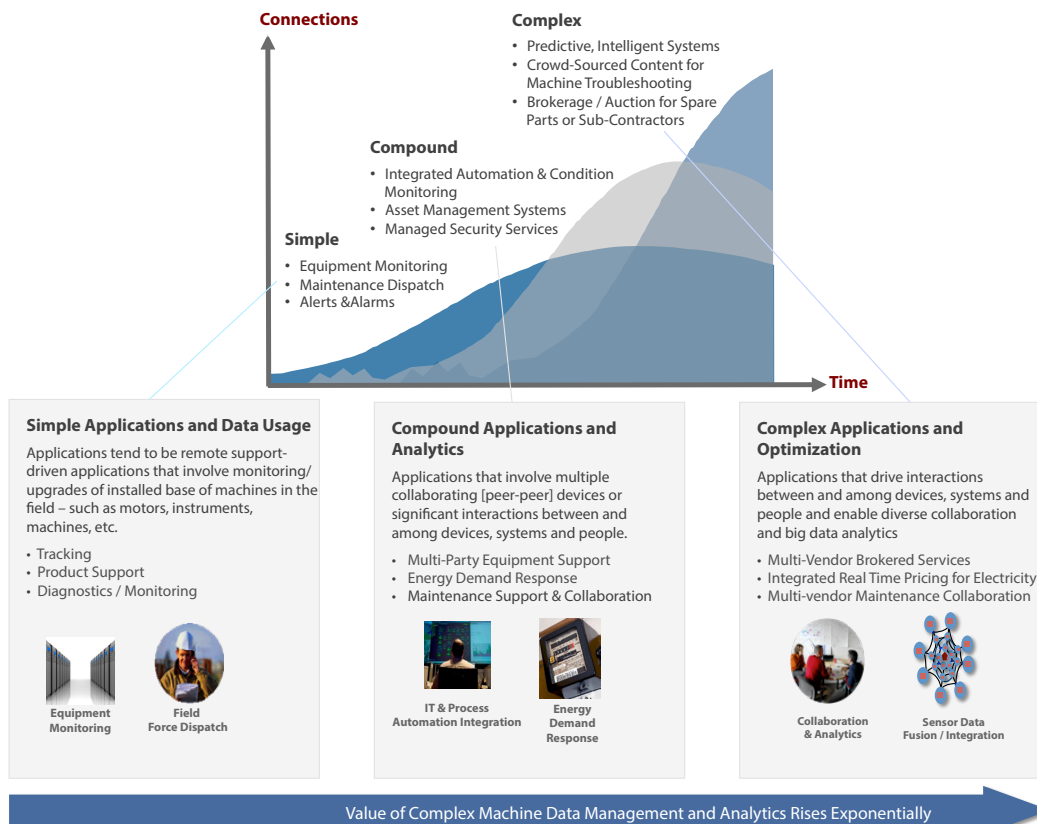 Connections
Complex
• Predictive, Intelligent Systems
• Crowd-Sourced Content for
Machine Troubleshooting
• Brokerage / Auction for Spare
Parts or Sub-Contractors
Compound
• Integrated Automation & Condition
Monitoring
• Asset Management Systems
• Managed Security Services
Simple
• Equipment Monitoring
• Maintenance Dispatch
• Alerts &Alarms
Time
Simple Applications and Data Usage
Applications tend to be remote support-
driven applications that involve monitoring/
upgrades of installed base of machines in the
field – such as motors, instruments,
machines, etc.
• Tracking
• Product Support
• Diagnostics / Monitoring
Equipment
Monitoring
Field
Force Dispatch
Compound Applications and
Analytics
Applications that involve multiple
collaborating [peer-peer] devices or
significant interactions between and
among devices, systems and people.
• Multi-Party Equipment Support
• Energy Demand Response
• Maintenance Support & Collaboration
IT & Process
Automation Integration
Energy
Demand
Response
Complex Applications and
Optimization
Applications that drive interactions
between and among devices, systems and
people and enable diverse collaboration
and big data analytics
• Multi-Vendor Brokered Services
• Integrated Real Time Pricing for Electricity
• Multi-vendor Maintenance Collaboration
Collaboration
& Analytics
Sensor Data
Fusion / Integration
Value of Complex Machine Data Management and Analytics Rises Exponentially